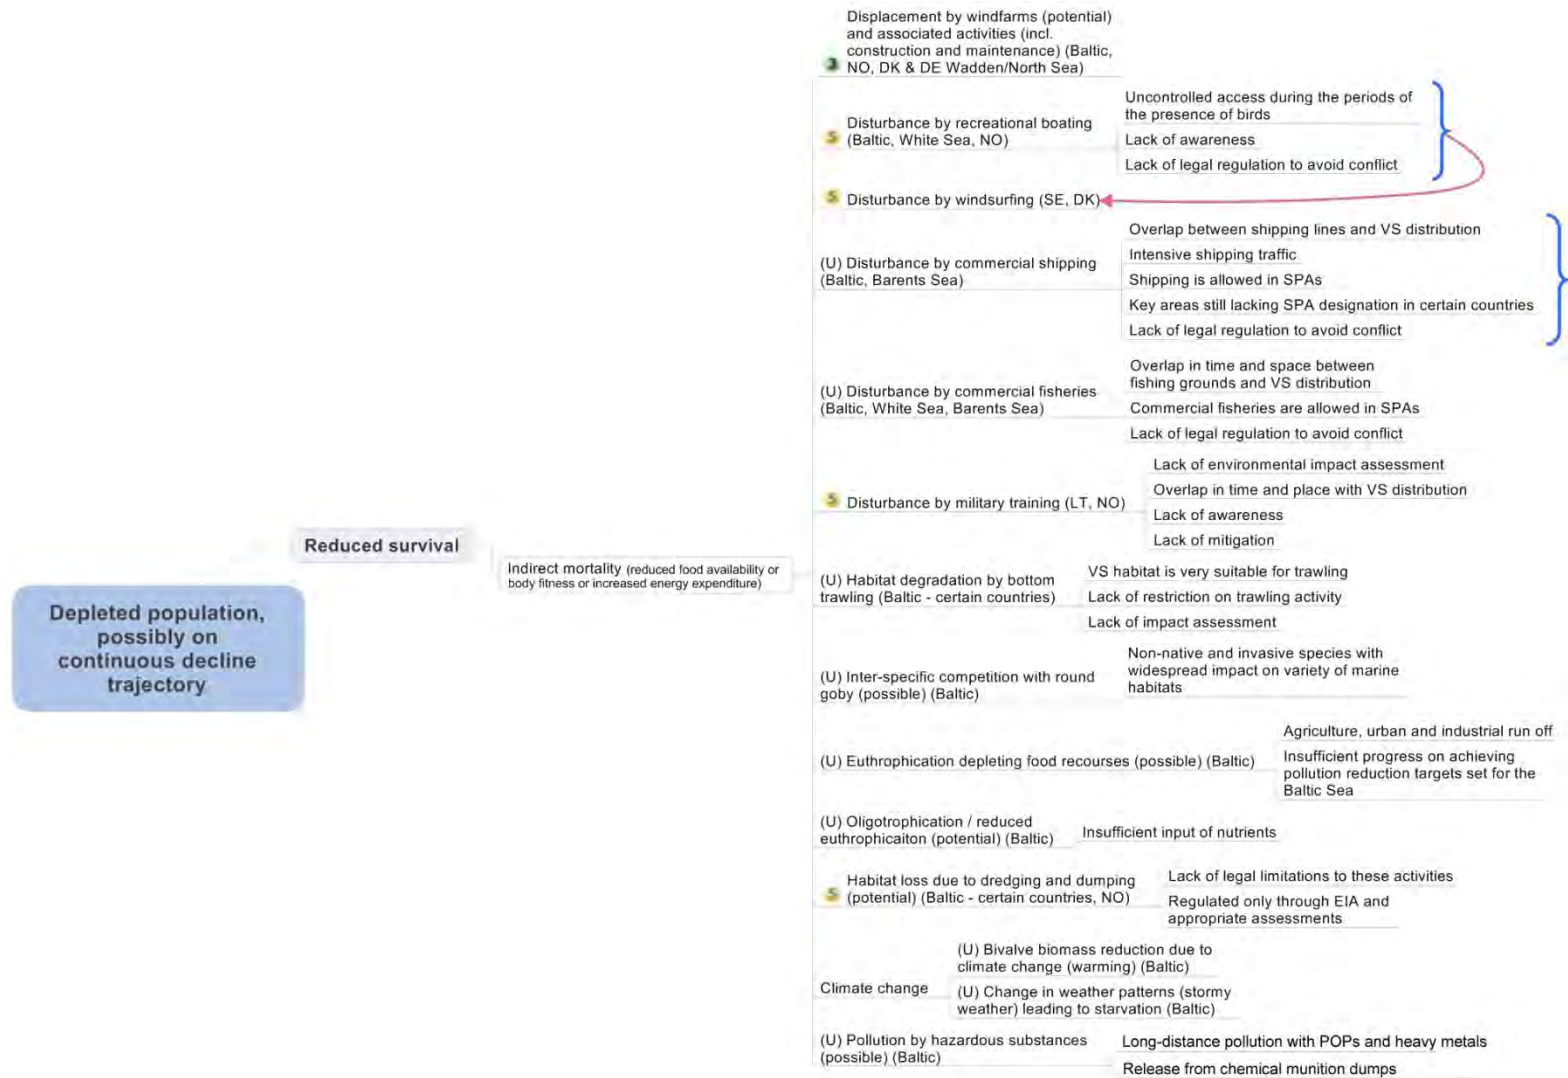 Displacement by windfarms (potential)
and associated activities (incl.
construction and maintenance) (Baltic,
3 NO, DK & DE Wadden/North Sea)
Uncontrolled access during the periods of
the presence of birds
Disturbance by recreational boating
5 (Baltic, White Sea, NO)
Lack of awareness
Lack of legal regulation to avoid conflict
5 Disturbance by windsurfing (SE, DK)
Overlap between shipping lines and VS distribution
Intensive shipping traffic
(U) Disturbance by commercial shipping
(Baltic, Barents Sea)
Shipping is allowed in SPAs
Key areas still lacking SPA designation in certain countries
Lack of legal regulation to avoid conflict
Overlap in time and space between
fishing grounds and VS distribution
(U) Disturbance by commercial fisheries
(Baltic, White Sea, Barents Sea)
Commercial fisheries are allowed in SPAs
Lack of legal regulation to avoid conflict
Lack of environmental impact assessment
Overlap in time and place with VS distribution
5 Disturbance by military training (LT, NO)
Lack of awareness
Lack of mitigation
Reduced survival
Indirect mortality (reduced food availability or
body fitness or increased energy expenditure)
Depleted population,
possibly on
continuous decline
trajectory
(U) Habitat degradation by bottom
trawling (Baltic - certain countries)
VS habitat is very suitable for trawling
Lack of restriction on trawling activity
Lack of impact assessment
(U) Inter-specific competition with round
goby (possible) (Baltic)
Non-native and invasive species with
widespread impact on variety of marine
habitats
(U) Euthrophication depleting food recourses (possible) (Baltic)
Agriculture, urban and industrial run off
Insufficient progress on achieving
pollution reduction targets set for the
Baltic Sea
(U) Oligotrophication / reduced
euthrophicaiton (potential) (Baltic)
Insufficient input of nutrients
Habitat loss due to dredging and dumping
5 (potential) (Baltic - certain countries, NO)
Lack of legal limitations to these activities
Regulated only through EIA and
appropriate assessments
Climate change
(U) Bivalve biomass reduction due to
climate change (warming) (Baltic)
(U) Change in weather patterns (stormy
weather) leading to starvation (Baltic)
(U) Pollution by hazardous substances
(possible) (Baltic)
Long-distance pollution with POPs and heavy metals
Release from chemical munition dumps